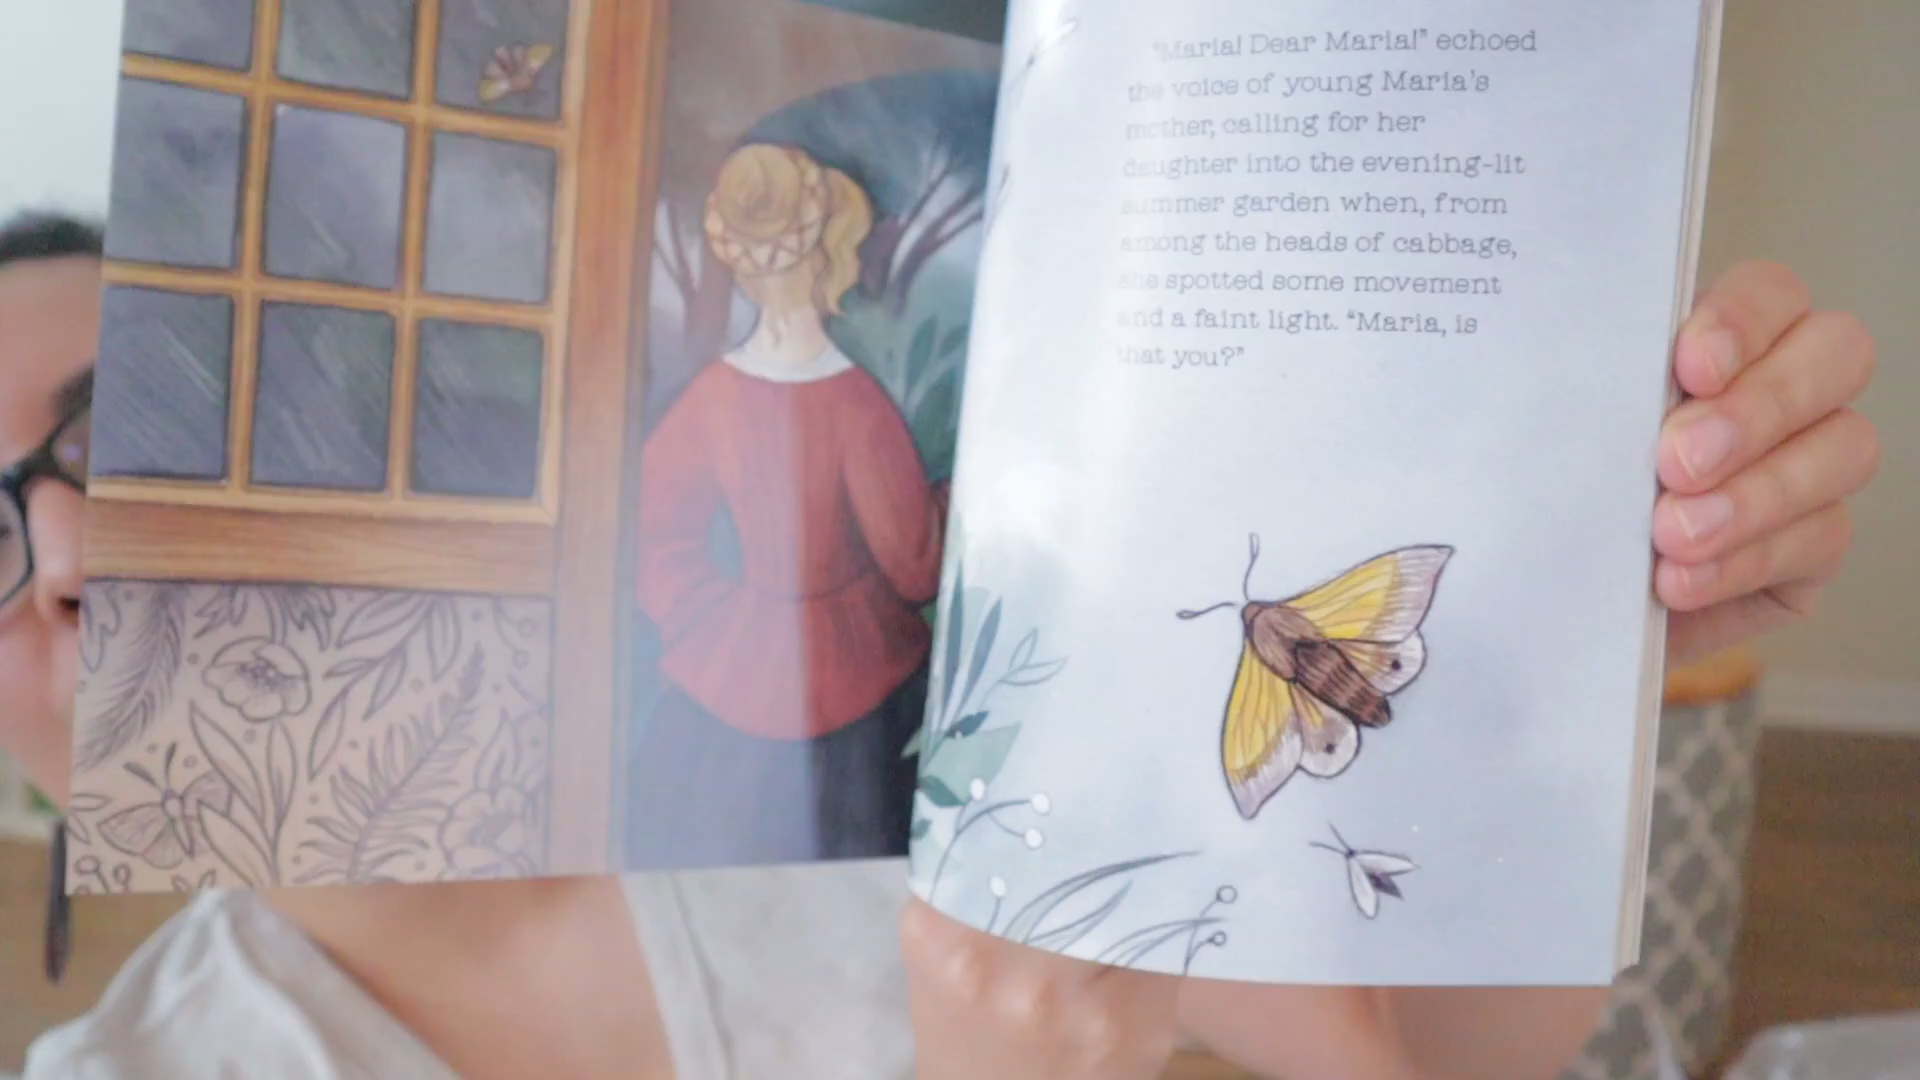 "Maria! Dear Maria!" echoed
the voice of young Maria's
mother, calling for her
daughter into the evening-lit
summer garden when, from
among the heads of cabbage,
she spotted some movement
and a faint light. "Maria, is
that you?"